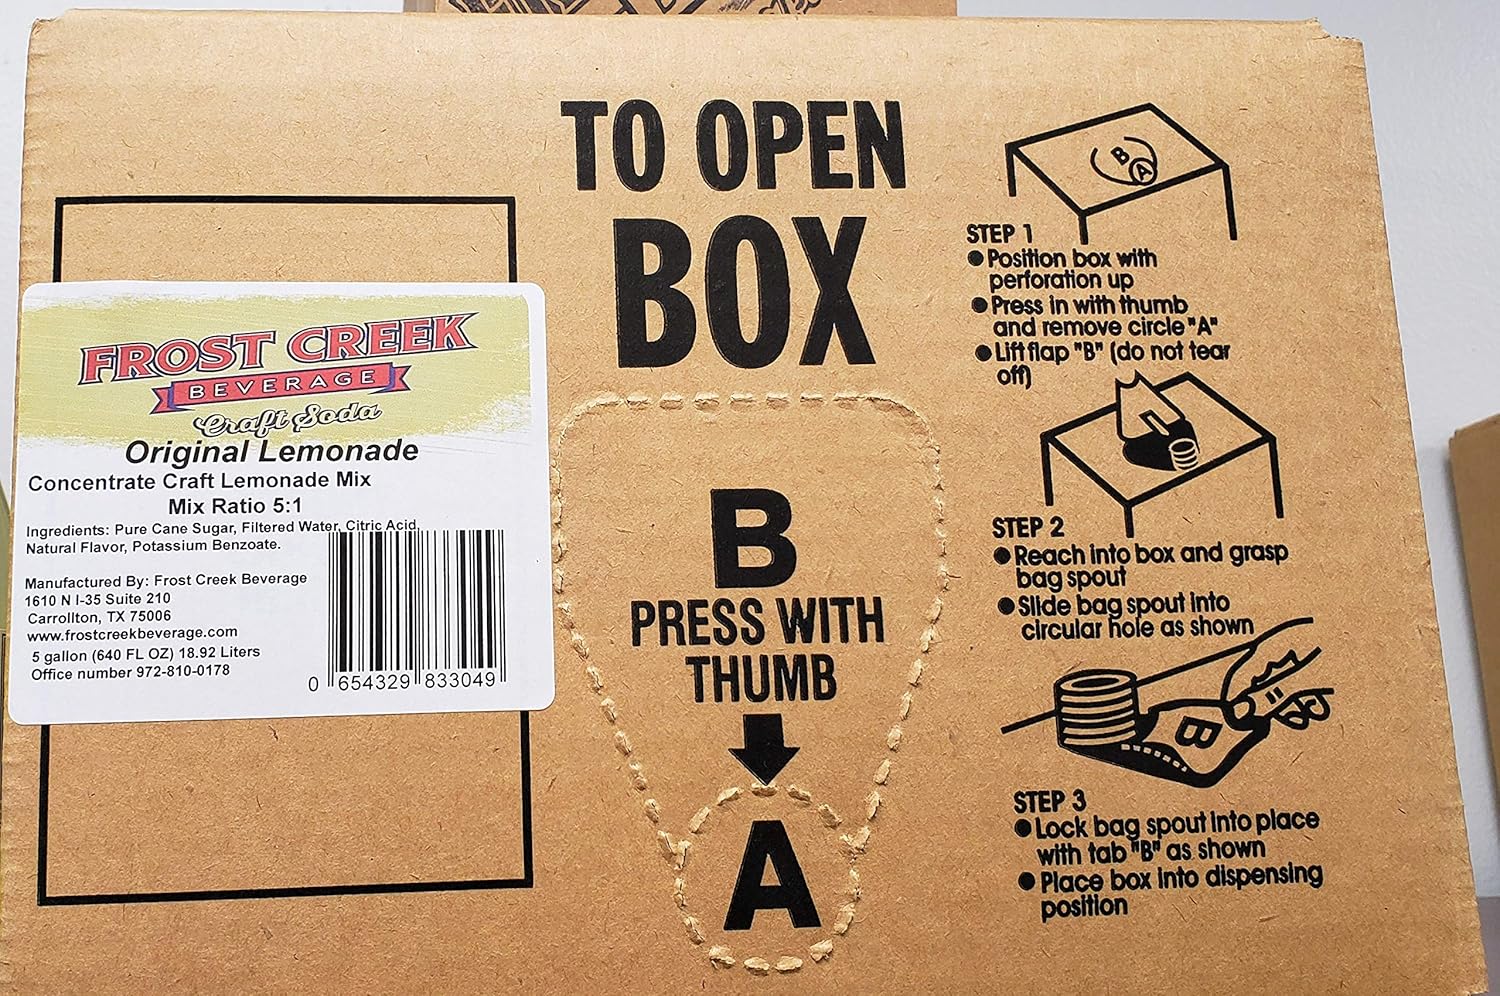 TO OPEN
BOX
FROST CREEK
BEVERAGE
Craft Soda
Original Lemonade
Concentrate Craft Lemonade Mix
Mix Ratio 5:1
Ingredients: Pure Cane Sugar, Filtered Water, Citric Acid,
Natural Flavor, Potassium Benzoate.
Manufactured By: Frost Creek Beverage
1610 N I-35 Suite 210
Carrollton, TX 75006
www.frostcreekbeverage.com
5 gallon (640 FL OZ) 18.92 Liters
Office number 972-810-0178
0 654329 833049
B
PRESS WITH
THUMB
A
B
A
STEP 1
● Position box with
perforation up
● Press in with thumb
and remove circle "A"
● Lift flap "B" (do not tear
off)
STEP 2
● Reach into box and grasp
bag spout
● Slide bag spout into
circular hole as shown
B
STEP 3
● Lock bag spout into place
with tab "B" as shown
● Place box into dispensing
position